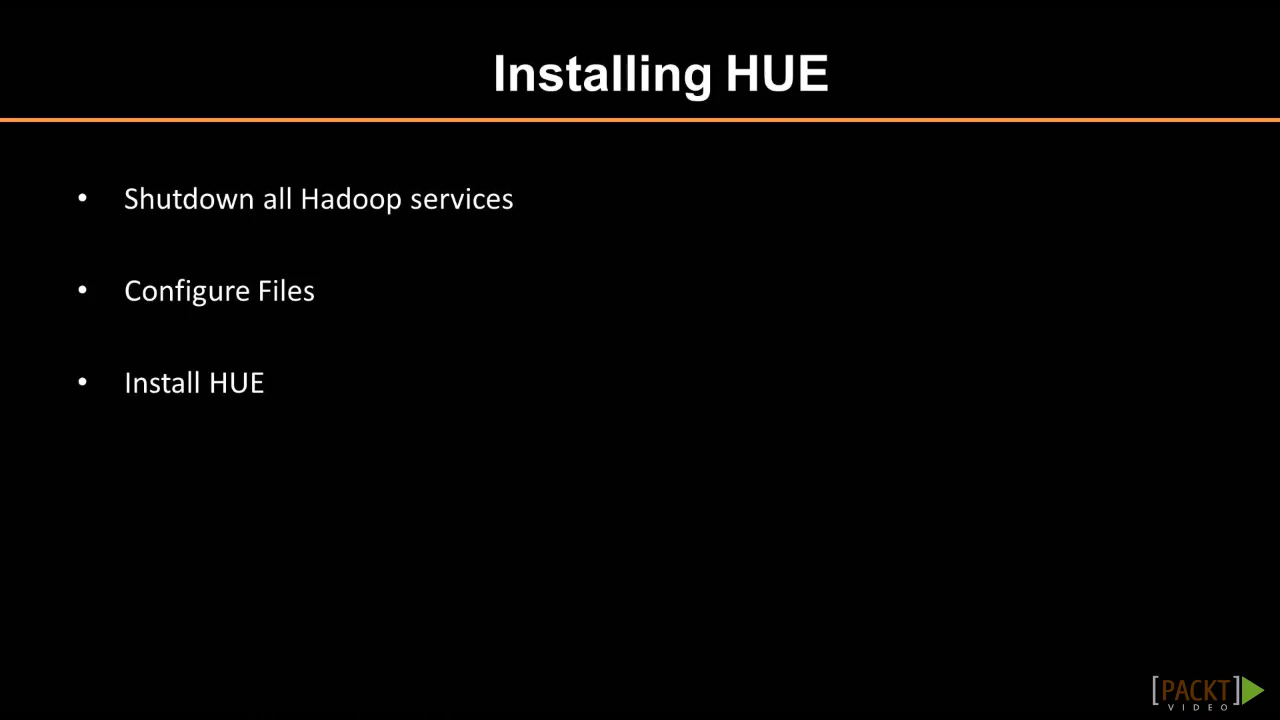 Installing HUE
• Shutdown all Hadoop services
• Configure Files
• Install HUE
[PACKT]
VIDEO